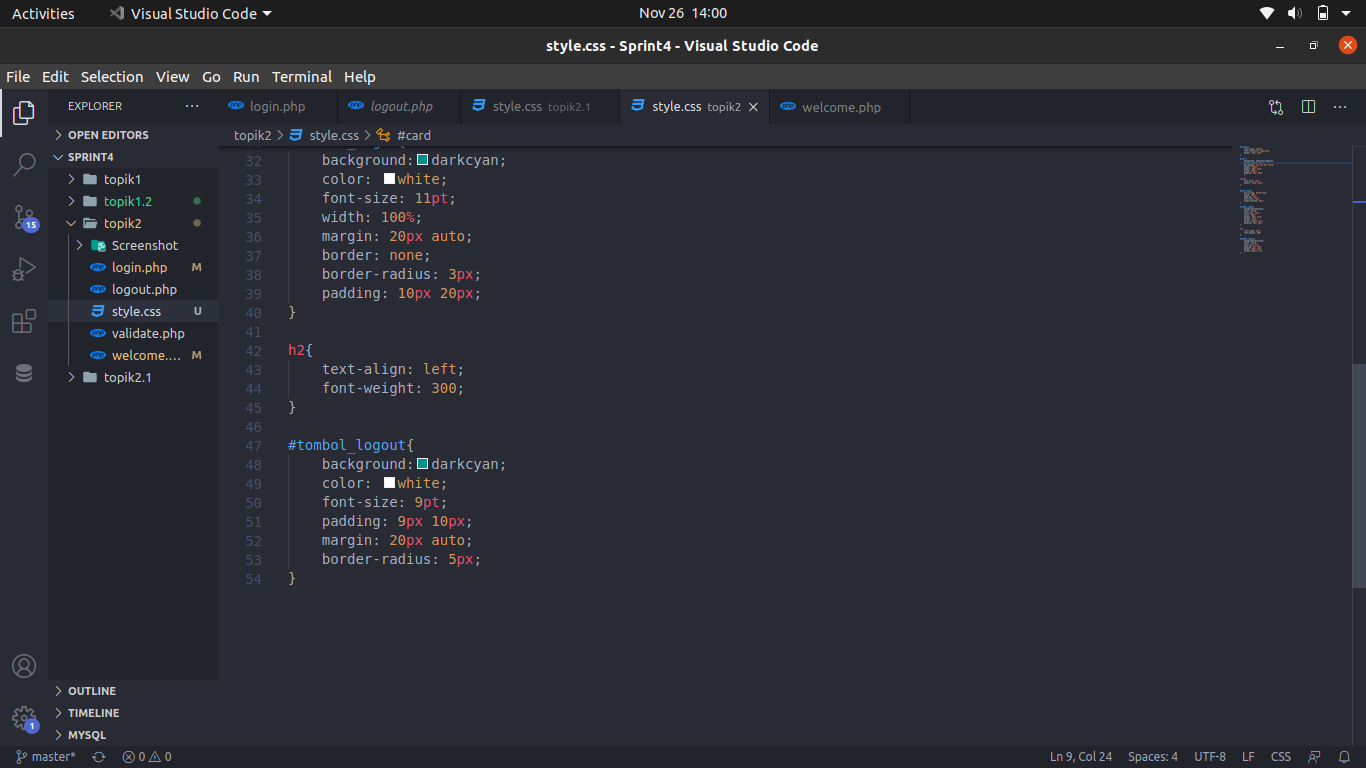 Activities
Visual Studio Code
Nov 26 14:00
style.css - Sprint4 - Visual Studio Code
File Edit Selection View Go Run Terminal Help
EXPLORER
OPEN EDITORS
SPRINT4
topik1
topik1.2
topik2
Screenshot
login.php M
logout.php
style.css U
validate.php
welcome.... M
topik2.1
OUTLINE
TIMELINE
MYSQL
15
1
login.php
logout.php
style.css topik2.1
style.css topik2
welcome.php
topik2 > style.css > #card
32 background: darkcyan;
33 color: white;
34 font-size: 11pt;
35 width: 100%;
36 margin: 20px auto;
37 border: none;
38 border-radius: 3px;
39 padding: 10px 20px;
40 }
41
42 h2{
43 text-align: left;
44 font-weight: 300;
45 }
46
47 #tombol_logout{
48 background: darkcyan;
49 color: white;
50 font-size: 9pt;
51 padding: 9px 10px;
52 margin: 20px auto;
53 border-radius: 5px;
54 }
master* 0 0 Ln 9, Col 24 Spaces: 4 UTF-8 LF CSS